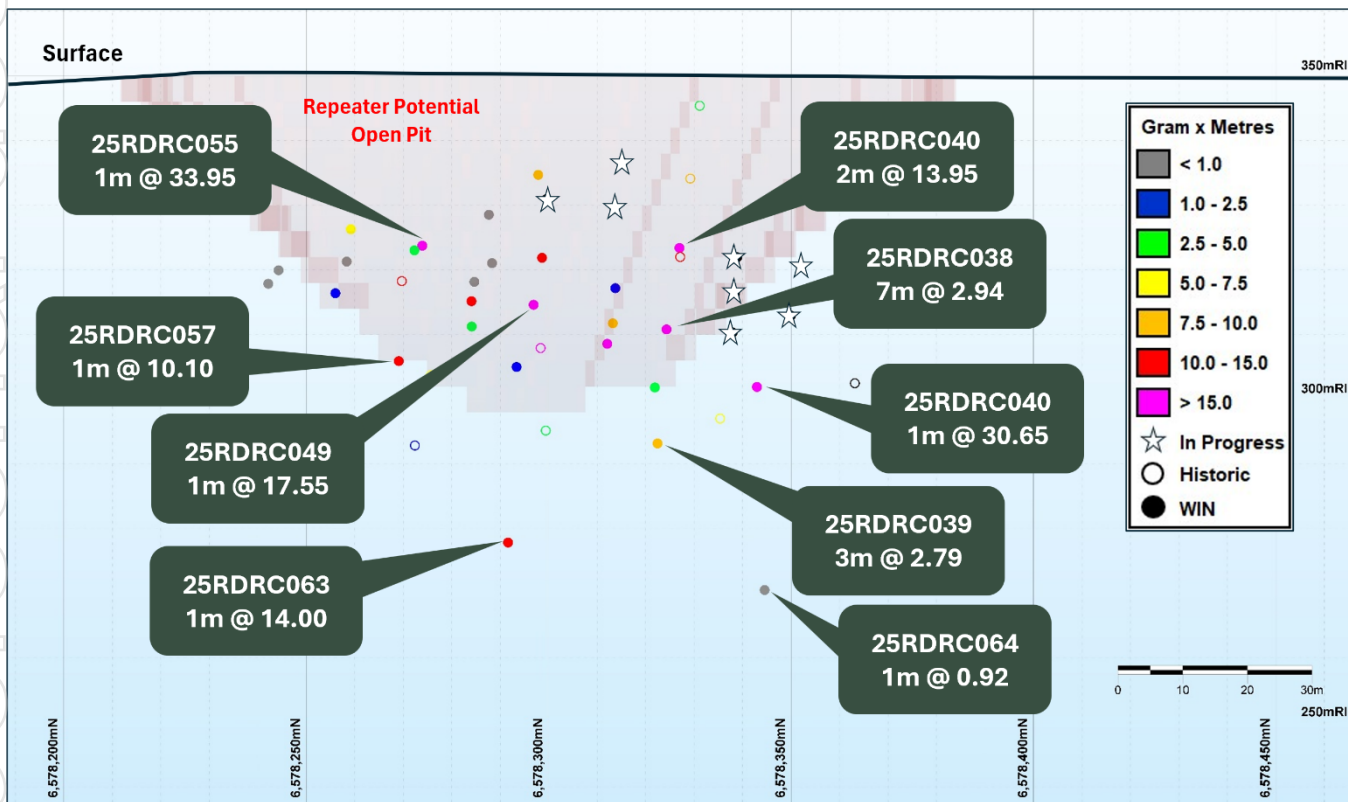 Surface
350mRl
Repeater Potential
Open Pit
25RDRC055
1m @ 33.95
25RDRC040
2m @ 13.95
25RDRC038
7m @ 2.94
25RDRC057
1m @ 10.10
25RDRC049
1m @ 17.55
25RDRC040
1m @ 30.65
300mRl
25RDRC039
3m @ 2.79
25RDRC063
1m @ 14.00
25RDRC064
1m @ 0.92
Gram x Metres
< 1.0
1.0 - 2.5
2.5 - 5.0
5.0 - 7.5
7.5 - 10.0
10.0 - 15.0
> 15.0
In Progress
Historic
WIN
0 10 20 30m
250mRl
6,578,200mN
6,578,250mN
6,578,300mN
6,578,350mN
6,578,400mN
6,578,450mN